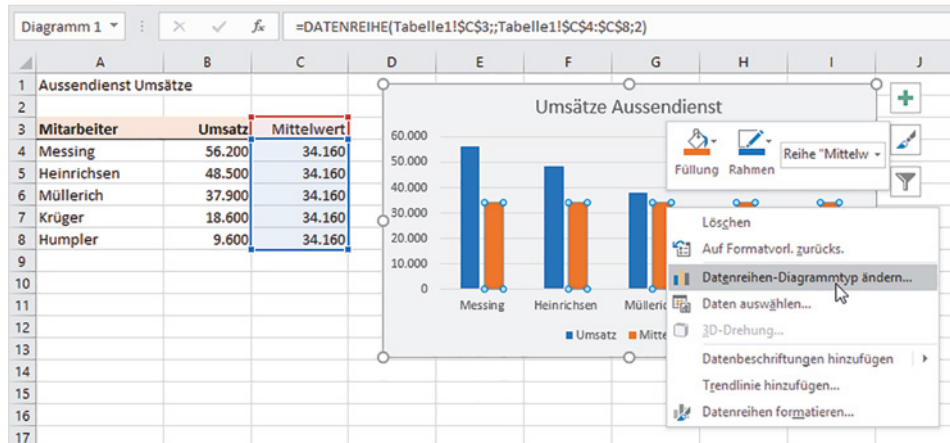 Diagramm 1
fx =DATENREIHE(Tabelle1!$C$3;;Tabelle1!$C$4:$C$8;2)
A B C D E F G H I J
1 Aussendienst Umsätze
2
3 Mitarbeiter Umsatz Mittelwert
4 Messing 56.200 34.160
5 Heinrichsen 48.500 34.160
6 Müllerich 37.900 34.160
7 Krüger 18.600 34.160
8 Humpler 9.600 34.160
9
10
11
12
13
14
15
16
17
Umsätze Aussendienst
60.000
50.000
40.000
30.000
20.000
10.000
0
Messing HeinrichsenÜlleric
Umsatz Mitte
Füllung Rahmen Reihe "Mittelw
Löschen
Auf Formatvorl. zurücks.
Datenreihen-Diagrammtyp ändern...
Daten auswählen...
3D-Drehung...
Datenbeschriftungen hinzufügen
Trendlinie hinzufügen...
Datenreihen formatieren...